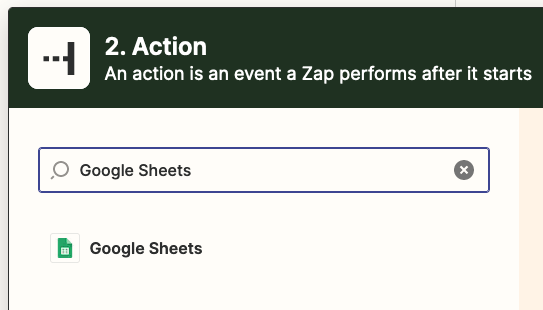 2. Action
An action is an event a Zap performs after it starts
Google Sheets
Google Sheets